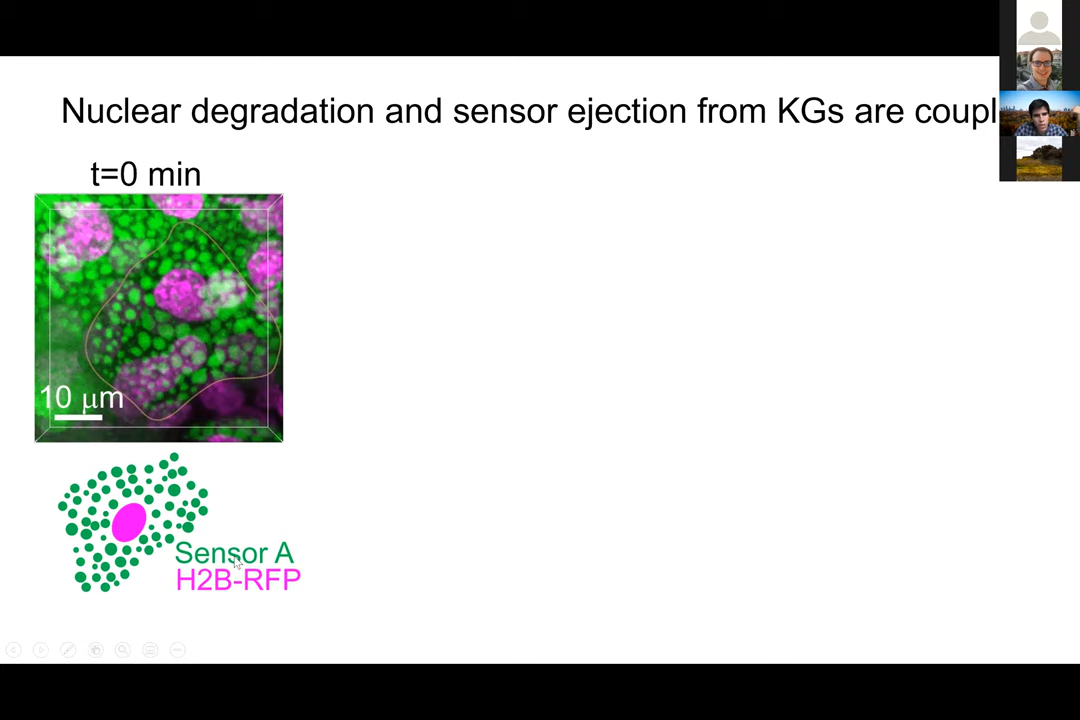 Nuclear degradation and sensor ejection from KGs are coupl
t=0 min
10 μm
Sensor A
H2B-RFP